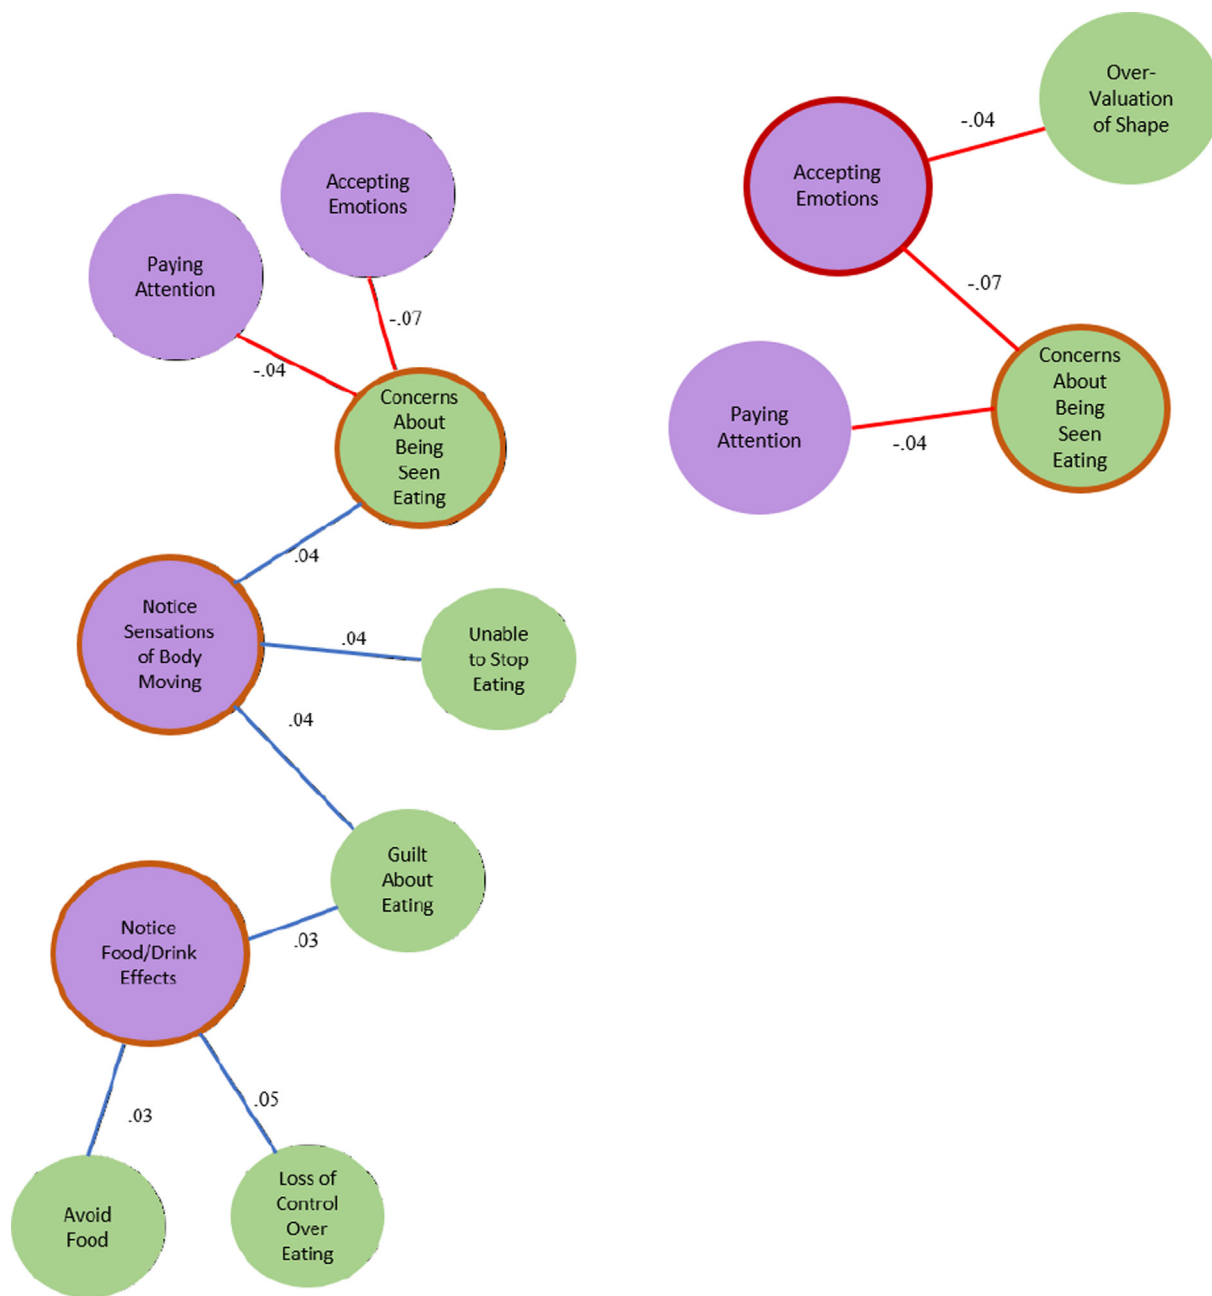 Over-
Valuation
of Shape
-.04
Accepting
Emotions
Accepting
Emotions
Paying
Attention
-.07
-.07
-.04
Concerns
About
Being
Seen
Eating
Concerns
About
Being
Seen
Eating
Paying
Attention
-.04
.04
Notice
Sensations
of Body
Moving
.04
Unable
to Stop
Eating
.04
Guilt
About
Eating
Notice
Food/Drink
Effects
.03
.03
.05
Avoid
Food
Loss of
Control
Over
Eating